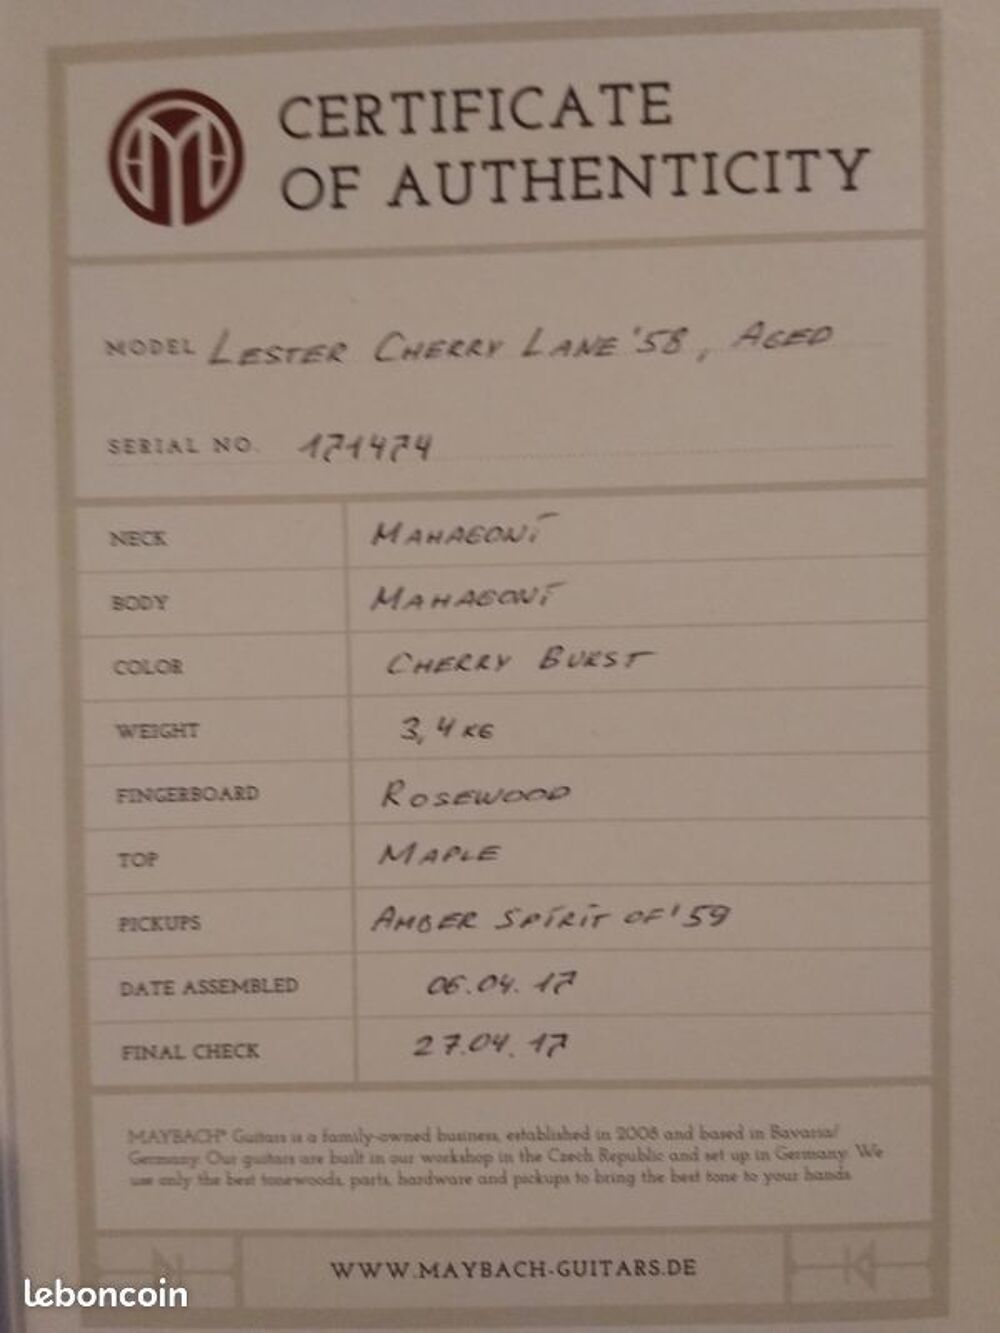 CERTIFICATE
OF AUTHENTICITY
MODEL LESTER CHERRY LANE '58, AGED
SERIAL NO. 171474
NECK MAHAGONI
BODY MAHAGONI
COLOR CHERRY BURST
WEIGHT 3,4 KG
FINGERBOARD ROSEWOOD
TOP MAPLE
PICKUPS AMBER SPIRIT OF '59
DATE ASSEMBLED 06.04.17
FINAL CHECK 27.04.17
MAYBACH® Guitars is a family-owned business, established in 2008 and based in Bavaria/
Germany. Our guitars are built in our workshop in the Czech Republic and set up in Germany. We
use only the best tonewoods, parts, hardware and pickups to bring the best tone to your hands.
WWW.MAYBACH-GUITARS.DE
leboncoin